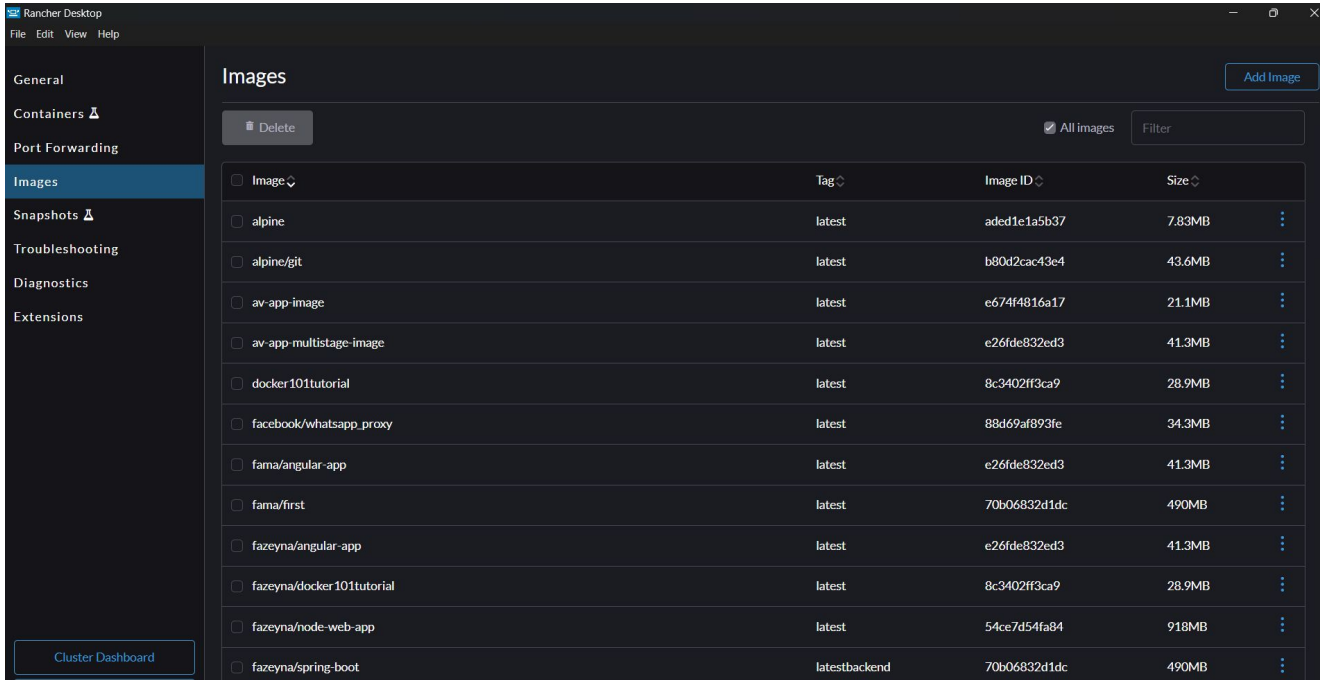 Rancher Desktop
File Edit View Help
General
Containers
Port Forwarding
Images
Snapshots
Troubleshooting
Diagnostics
Extensions
Cluster Dashboard
Images
Add Image
Delete
All images
Filter
Image Tag Image ID Size
alpine latest aded1e1a5b37 7.83MB
alpine/git latest b80d2cac43e4 43.6MB
av-app-image latest e674f4816a17 21.1MB
av-app-multistage-image latest e26fde832ed3 41.3MB
docker101tutorial latest 8c3402ff3ca9 28.9MB
facebook/whatsapp_proxy latest 88d69af893fe 34.3MB
fama/angular-app latest e26fde832ed3 41.3MB
fama/first latest 70b06832d1dc 490MB
fazeyna/angular-app latest e26fde832ed3 41.3MB
fazeyna/docker101tutorial latest 8c3402ff3ca9 28.9MB
fazeyna/node-web-app latest 54ce7d54fa84 918MB
fazeyna/spring-boot latestbackend 70b06832d1dc 490MB